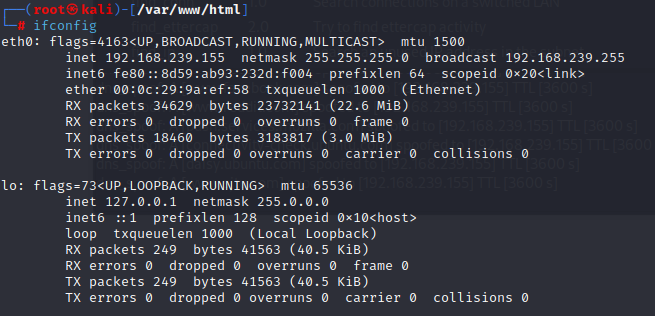 Search connections on a switched LAN
┌──(root㉿kali)-[/var/www/html]
└─# ifconfig
eth0: flags=4163<UP,BROADCAST,RUNNING,MULTICAST>  mtu 1500
inet 192.168.239.155  netmask 255.255.255.0  broadcast 192.168.239.255
inet6 fe80::8d59:ab93:232d:f004  prefixlen 64  scopeid 0×20<link>
ether 00:0c:29:9a:ef:58  txqueuelen 1000  (Ethernet)
RX packets 34629  bytes 23732141 (22.6 MiB)
RX errors 0  dropped 0  overruns 0  frame 0
TX packets 18460  bytes 3183817 (3.0 MiB)
TX errors 0  dropped 0 overruns 0  carrier 0  collisions 0
lo: flags=73<UP,LOOPBACK,RUNNING>  mtu 65536
inet 127.0.0.1  netmask 255.0.0.0
inet6 ::1  prefixlen 128  scopeid 0×10<host>
loop  txqueuelen 1000  (Local Loopback)
RX packets 249  bytes 41563 (40.5 KiB)
RX errors 0  dropped 0  overruns 0  frame 0
TX packets 249  bytes 41563 (40.5 KiB)
TX errors 0  dropped 0 overruns 0  carrier 0  collisions 0